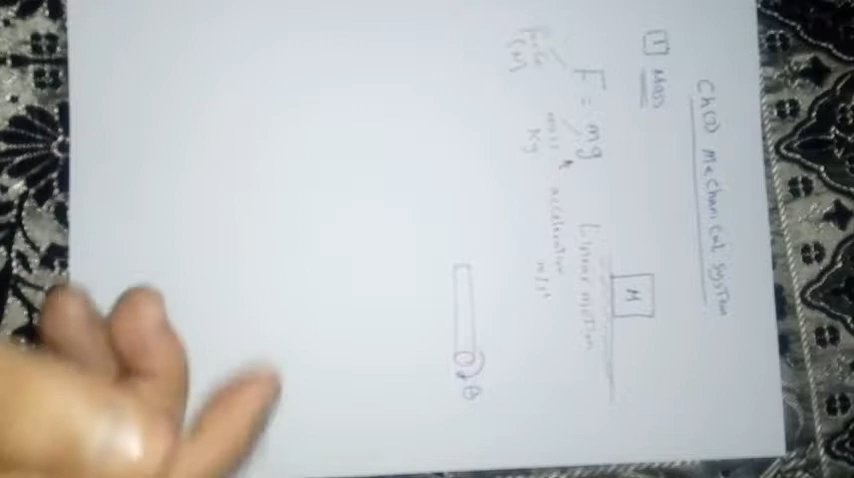 Ch(3) Mechanical system
1 Mass
M
F = mg Linear motion
Force
(N)
mass
Kg
acceleration
m/s²
θ